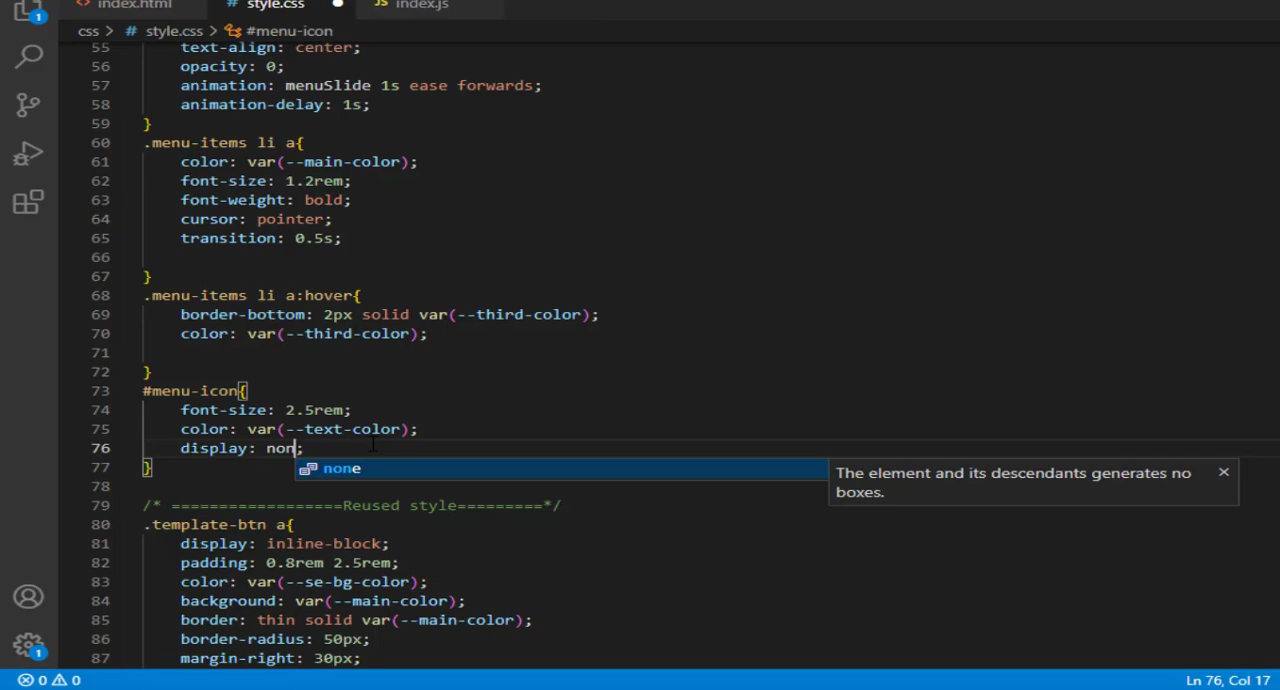 index.html
style.css
JS index.js
1
css > # style.css > #menu-icon
55 text-align: center;
56 opacity: 0;
57 animation: menuSlide 1s ease forwards;
58 animation-delay: 1s;
59 }
60 .menu-items li a{
61 color: var(--main-color);
62 font-size: 1.2rem;
63 font-weight: bold;
64 cursor: pointer;
65 transition: 0.5s;
66
67 }
68 .menu-items li a:hover{
69 border-bottom: 2px solid var(--third-color);
70 color: var(--third-color);
71
72 }
73 #menu-icon{
74 font-size: 2.5rem;
75 color: var(--text-color);
76 display: non;
none
The element and its descendants generates no
boxes.
77 }
78
79 /* ==================Reused style=========*/
80 .template-btn a{
81 display: inline-block;
82 padding: 0.8rem 2.5rem;
83 color: var(--se-bg-color);
84 background: var(--main-color);
85 border: thin solid var(--main-color);
86 border-radius: 50px;
87 margin-right: 30px;
1
0 0
Ln 76, Col 17